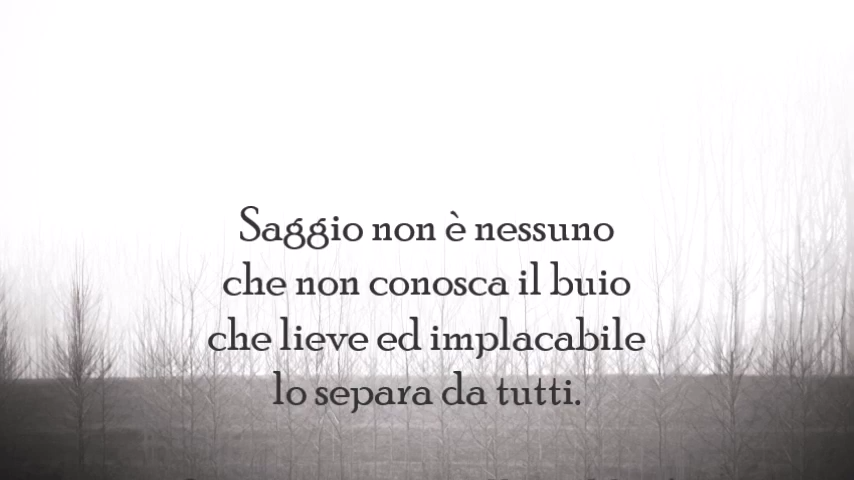 Saggio non è nessuno
che non conosca il buio
che lieve ed implacabile
lo separa da tutti.